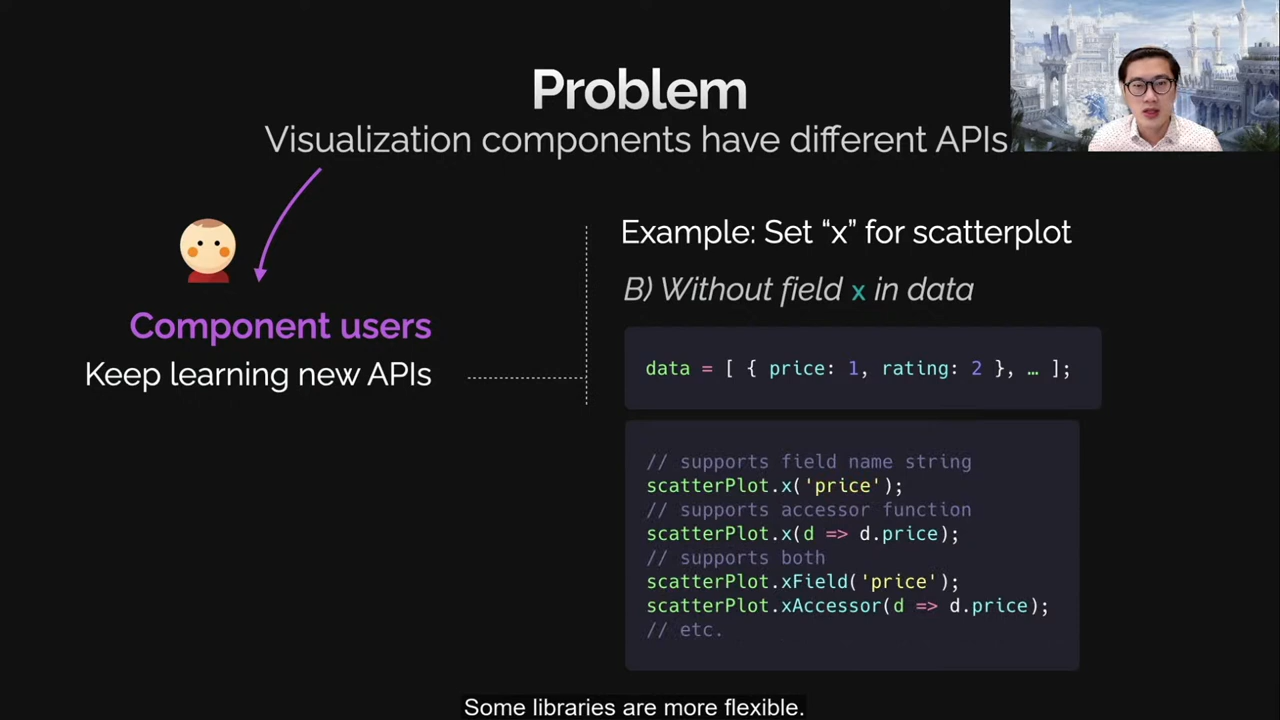 Problem
Visualization components have different APIs.
Component users
Keep learning new APIs
Example: Set “x” for scatterplot
B) Without field x in data
data = [ { price: 1, rating: 2 }, … ];
// supports field name string
scatterPlot.x('price');
// supports accessor function
scatterPlot.x(d => d.price);
// supports both
scatterPlot.xField('price');
scatterPlot.xAccessor(d => d.price);
// etc.
Some libraries are more flexible.